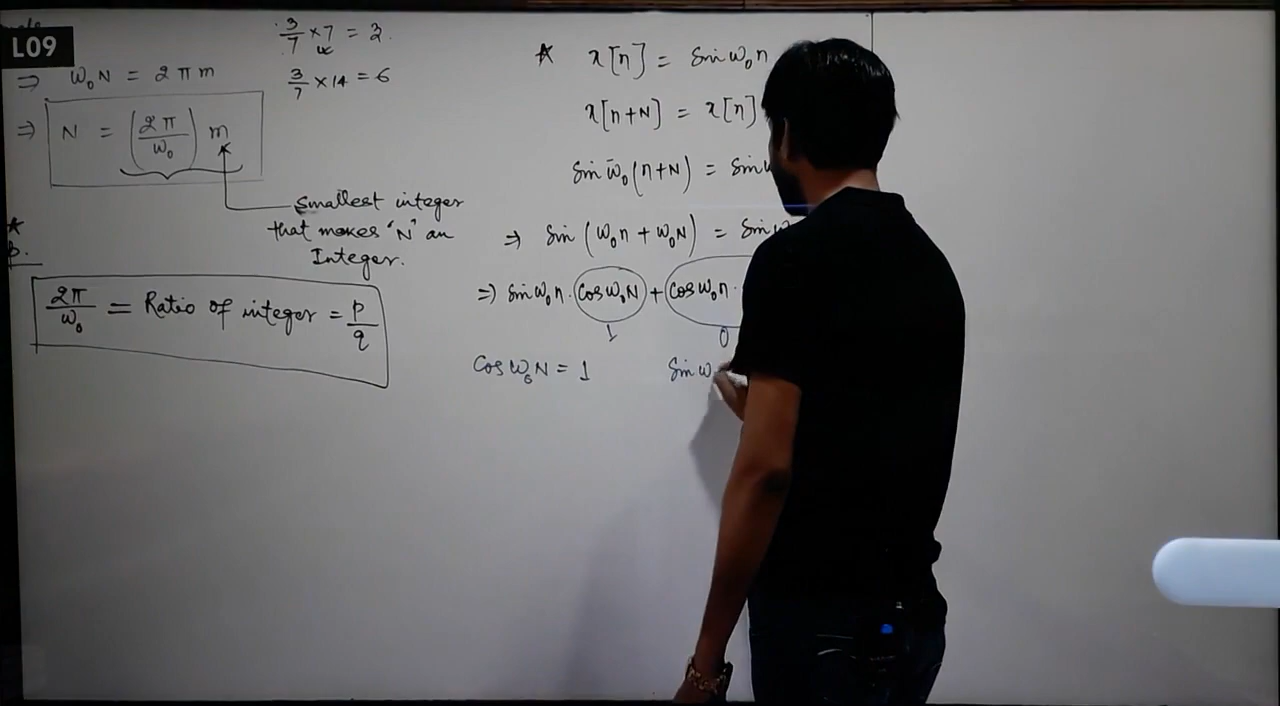 L09
⇒ ω₀N = 2πm
⇒ N = (2π/ω₀) m
3/7 × 7 = 3
3/7 × 14 = 6
Smallest integer
that makes 'N' an
Integer.
2π/ω₀ = Ratio of integer = p/q
★ x[n] = Sin ω₀n
x[n+N] = x[n]
Sin ω₀(n+N) = Sin
⇒ Sin (ω₀n + ω₀N) = Sin ω
⇒ Sin ω₀n . Cos ω₀N + Cos ω₀n .
1 0
Cos ω₀N = 1 Sin ω